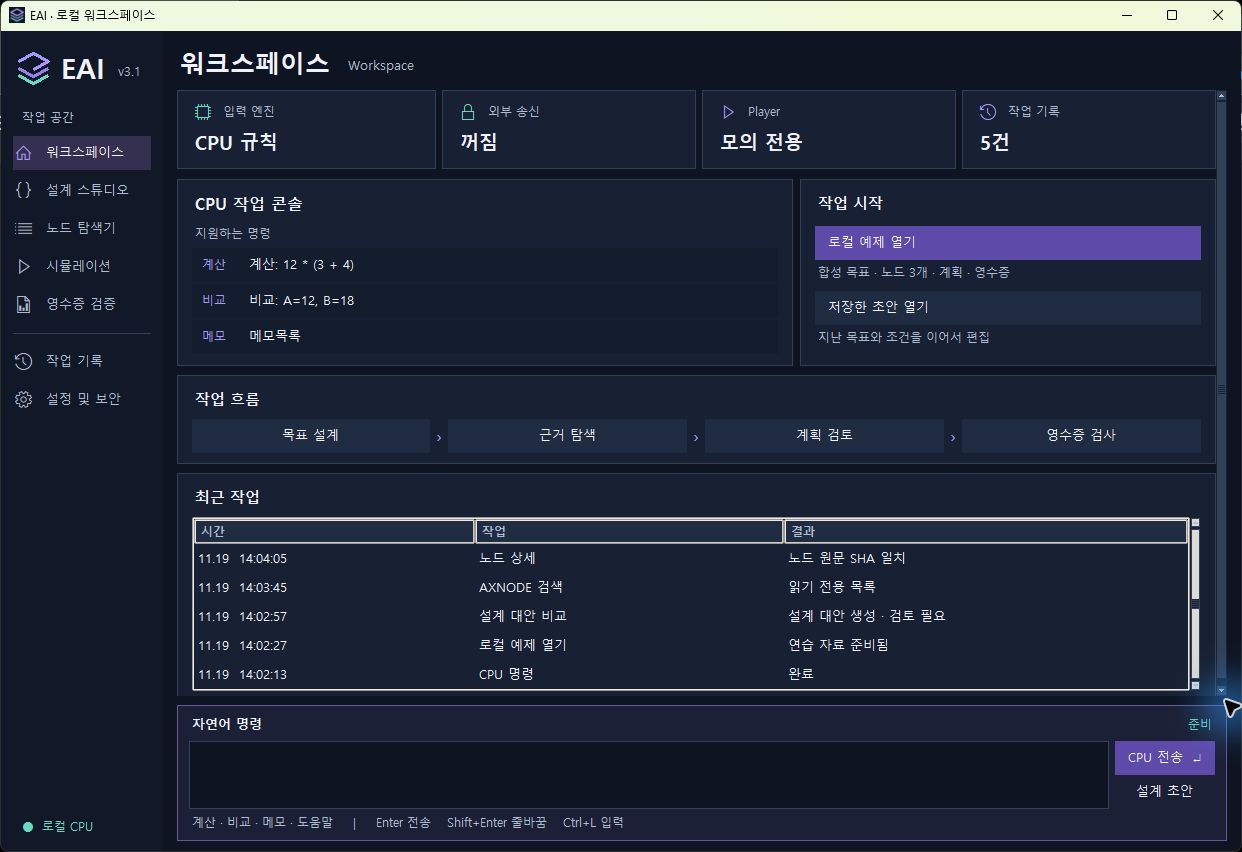 EAI · 로컬 워크스페이스
EAI v3.1
작업 공간
워크스페이스
설계 스튜디오
노드 탐색기
시뮬레이션
영수증 검증
작업 기록
설정 및 보안
로컬 CPU
워크스페이스 Workspace
입력 엔진
CPU 규칙
외부 송신
꺼짐
Player
모의 전용
작업 기록
5건
CPU 작업 콘솔
지원하는 명령
계산 계산: 12 * (3 + 4)
비교 비교: A=12, B=18
메모 메모목록
작업 시작
로컬 예제 열기
합성 목표 · 노드 3개 · 계획 · 영수증
저장한 초안 열기
지난 목표와 조건을 이어서 편집
작업 흐름
목표 설계 › 근거 탐색 › 계획 검토 › 영수증 검사
최근 작업
시간 작업 결과
11.19 14:04:05 노드 상세 노드 원문 SHA 일치
11.19 14:03:45 AXNODE 검색 읽기 전용 목록
11.19 14:02:57 설계 대안 비교 설계 대안 생성 · 검토 필요
11.19 14:02:27 로컬 예제 열기 연습 자료 준비됨
11.19 14:02:13 CPU 명령 완료
자연어 명령 준비
CPU 전송 ↵
설계 초안
계산 · 비교 · 메모 · 도움말 | Enter 전송 Shift+Enter 줄바꿈 Ctrl+L 입력